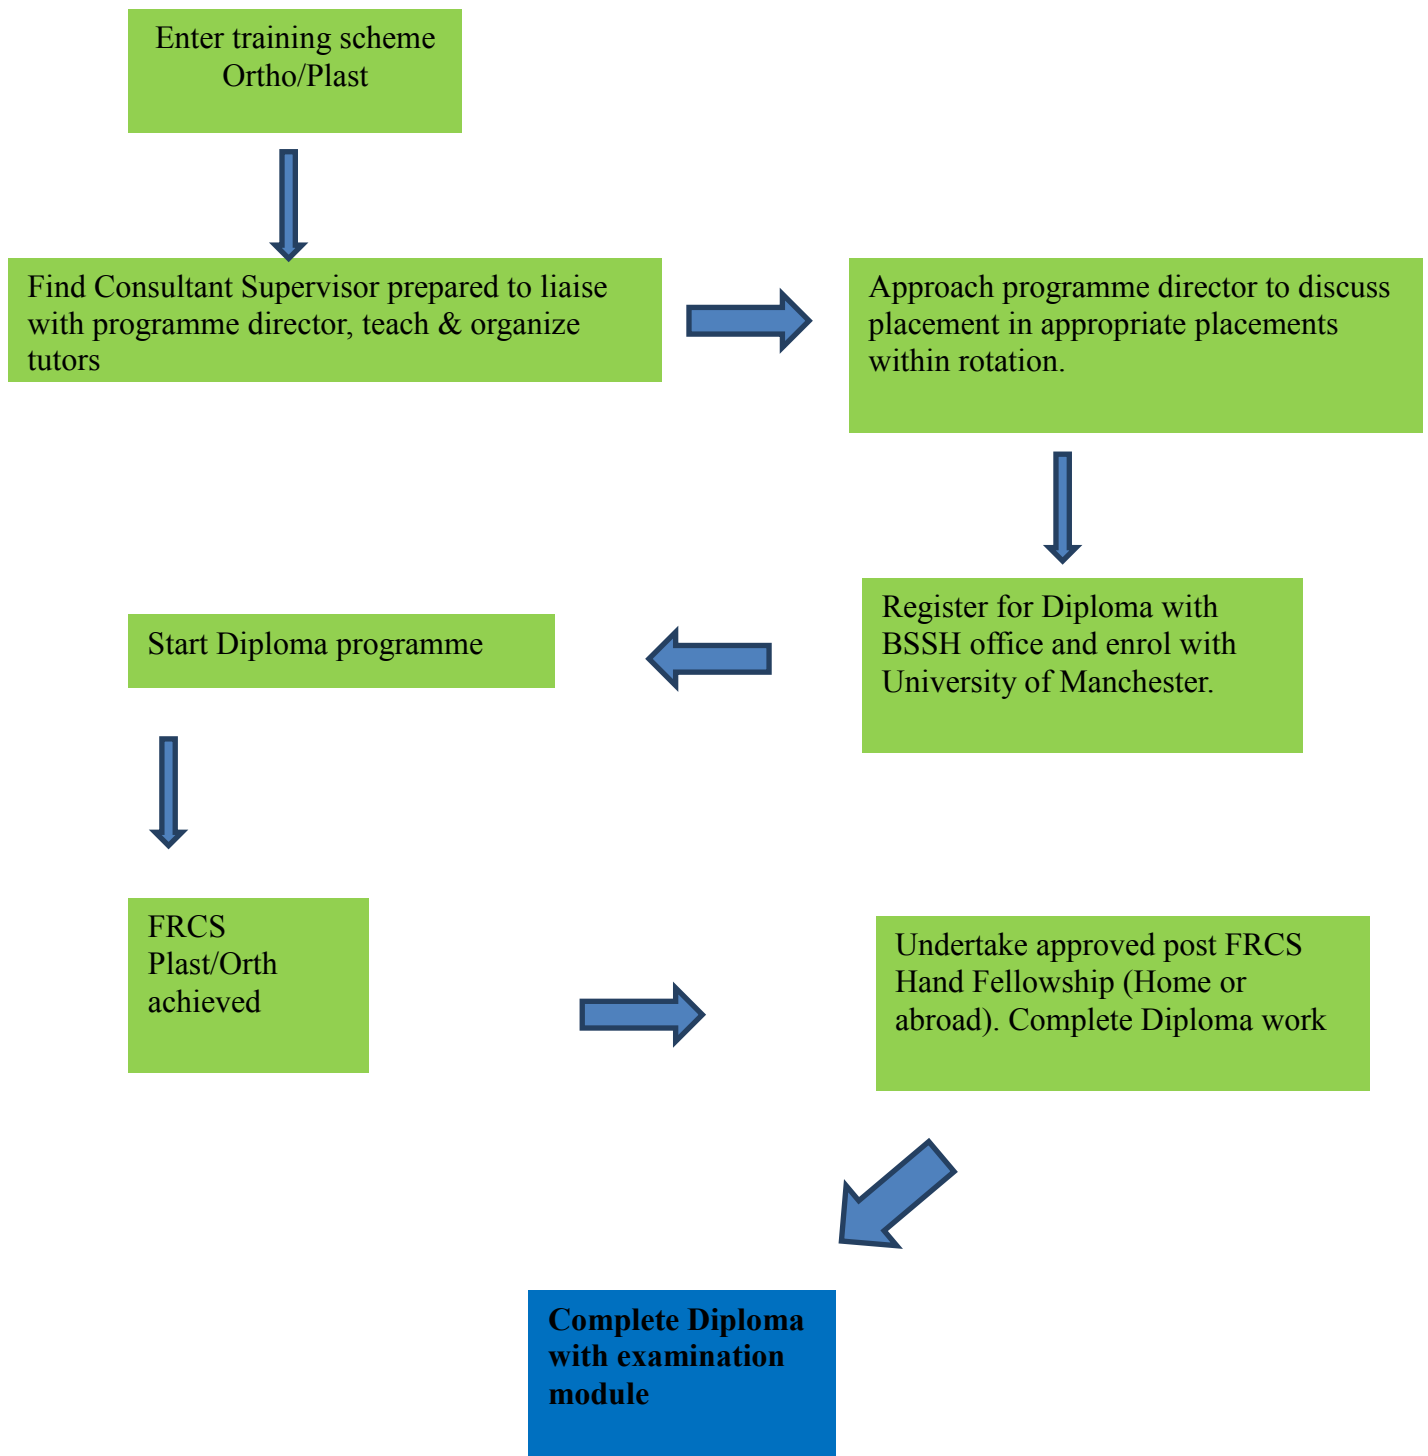 Enter training scheme
Ortho/Plast
Find Consultant Supervisor prepared to liaise
with programme director, teach & organize
tutors
Approach programme director to discuss
placement in appropriate placements
within rotation.
Register for Diploma with
BSSH office and enrol with
University of Manchester.
Start Diploma programme
FRCS
Plast/Orth
achieved
Undertake approved post FRCS
Hand Fellowship (Home or
abroad). Complete Diploma work
Complete Diploma
with examination
module